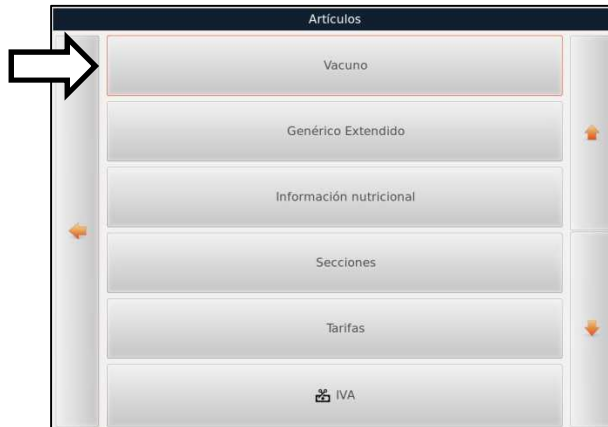 Artículos
Vacuno
Genérico Extendido
Información nutricional
Secciones
Tarifas
IVA